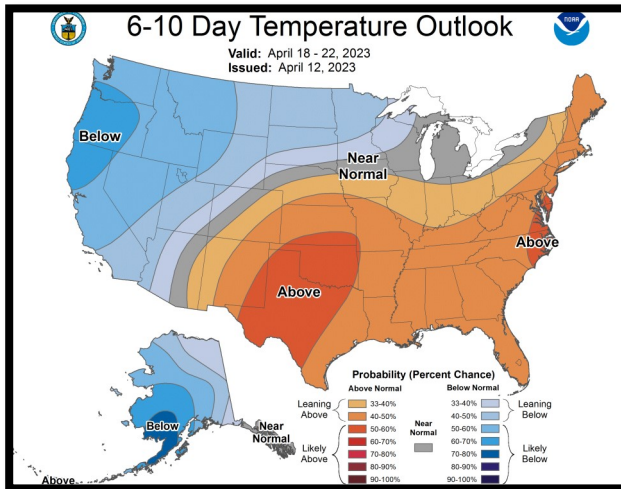 6-10 Day Temperature Outlook
NOAA
Valid: April 18 - 22, 2023
Issued: April 12, 2023
Below
Near
Normal
Above
Above
Below
Near
Normal
Above
Probability (Percent Chance)
Above Normal
Below Normal
Leaning
Above
33-40%
40-50%
Likely
Above
50-60%
60-70%
70-80%
80-90%
90-100%
Near
Normal
33-40%
40-50%
Leaning
Below
50-60%
60-70%
70-80%
80-90%
90-100%
Likely
Below